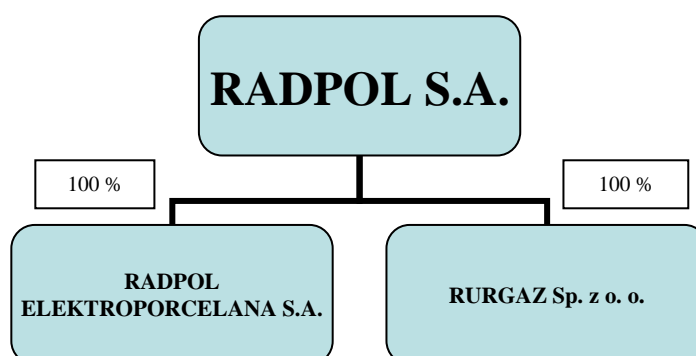 RADPOL S.A.
100 %
100 %
RADPOL
ELEKTROPORCELANA S.A.
RURGAZ Sp. z o. o.